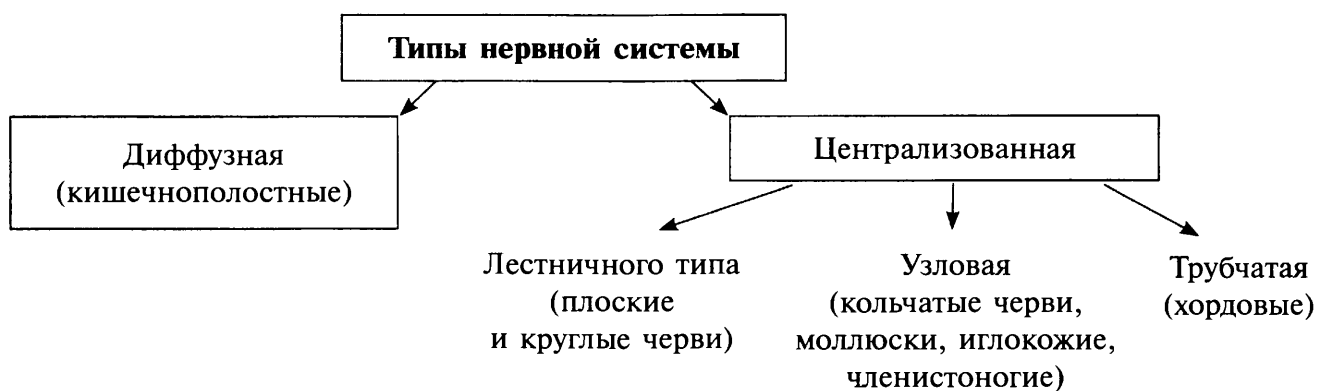 Типы нервной системы
Диффузная
(кишечнополостные)
Централизованная
Лестничного типа
(плоские
и круглые черви)
Узловая
(кольчатые черви,
моллюски, иглокожие,
членистоногие)
Трубчатая
(хордовые)